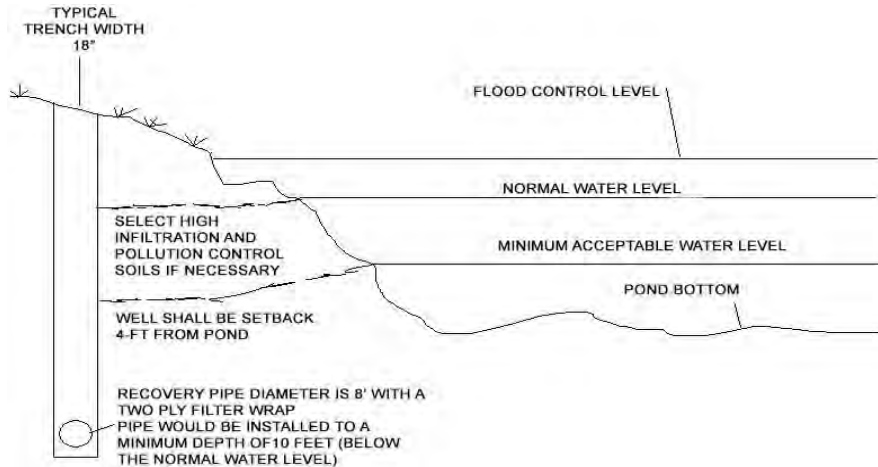 TYPICAL
TRENCH WIDTH
18"
FLOOD CONTROL LEVEL
NORMAL WATER LEVEL
SELECT HIGH
INFILTRATION AND
POLLUTION CONTROL
SOILS IF NECESSARY
MINIMUM ACCEPTABLE WATER LEVEL
POND BOTTOM
WELL SHALL BE SETBACK
4-FT FROM POND
RECOVERY PIPE DIAMETER IS 8' WITH A
TWO PLY FILTER WRAP
PIPE WOULD BE INSTALLED TO A
MINIMUM DEPTH OF10 FEET (BELOW
THE NORMAL WATER LEVEL)